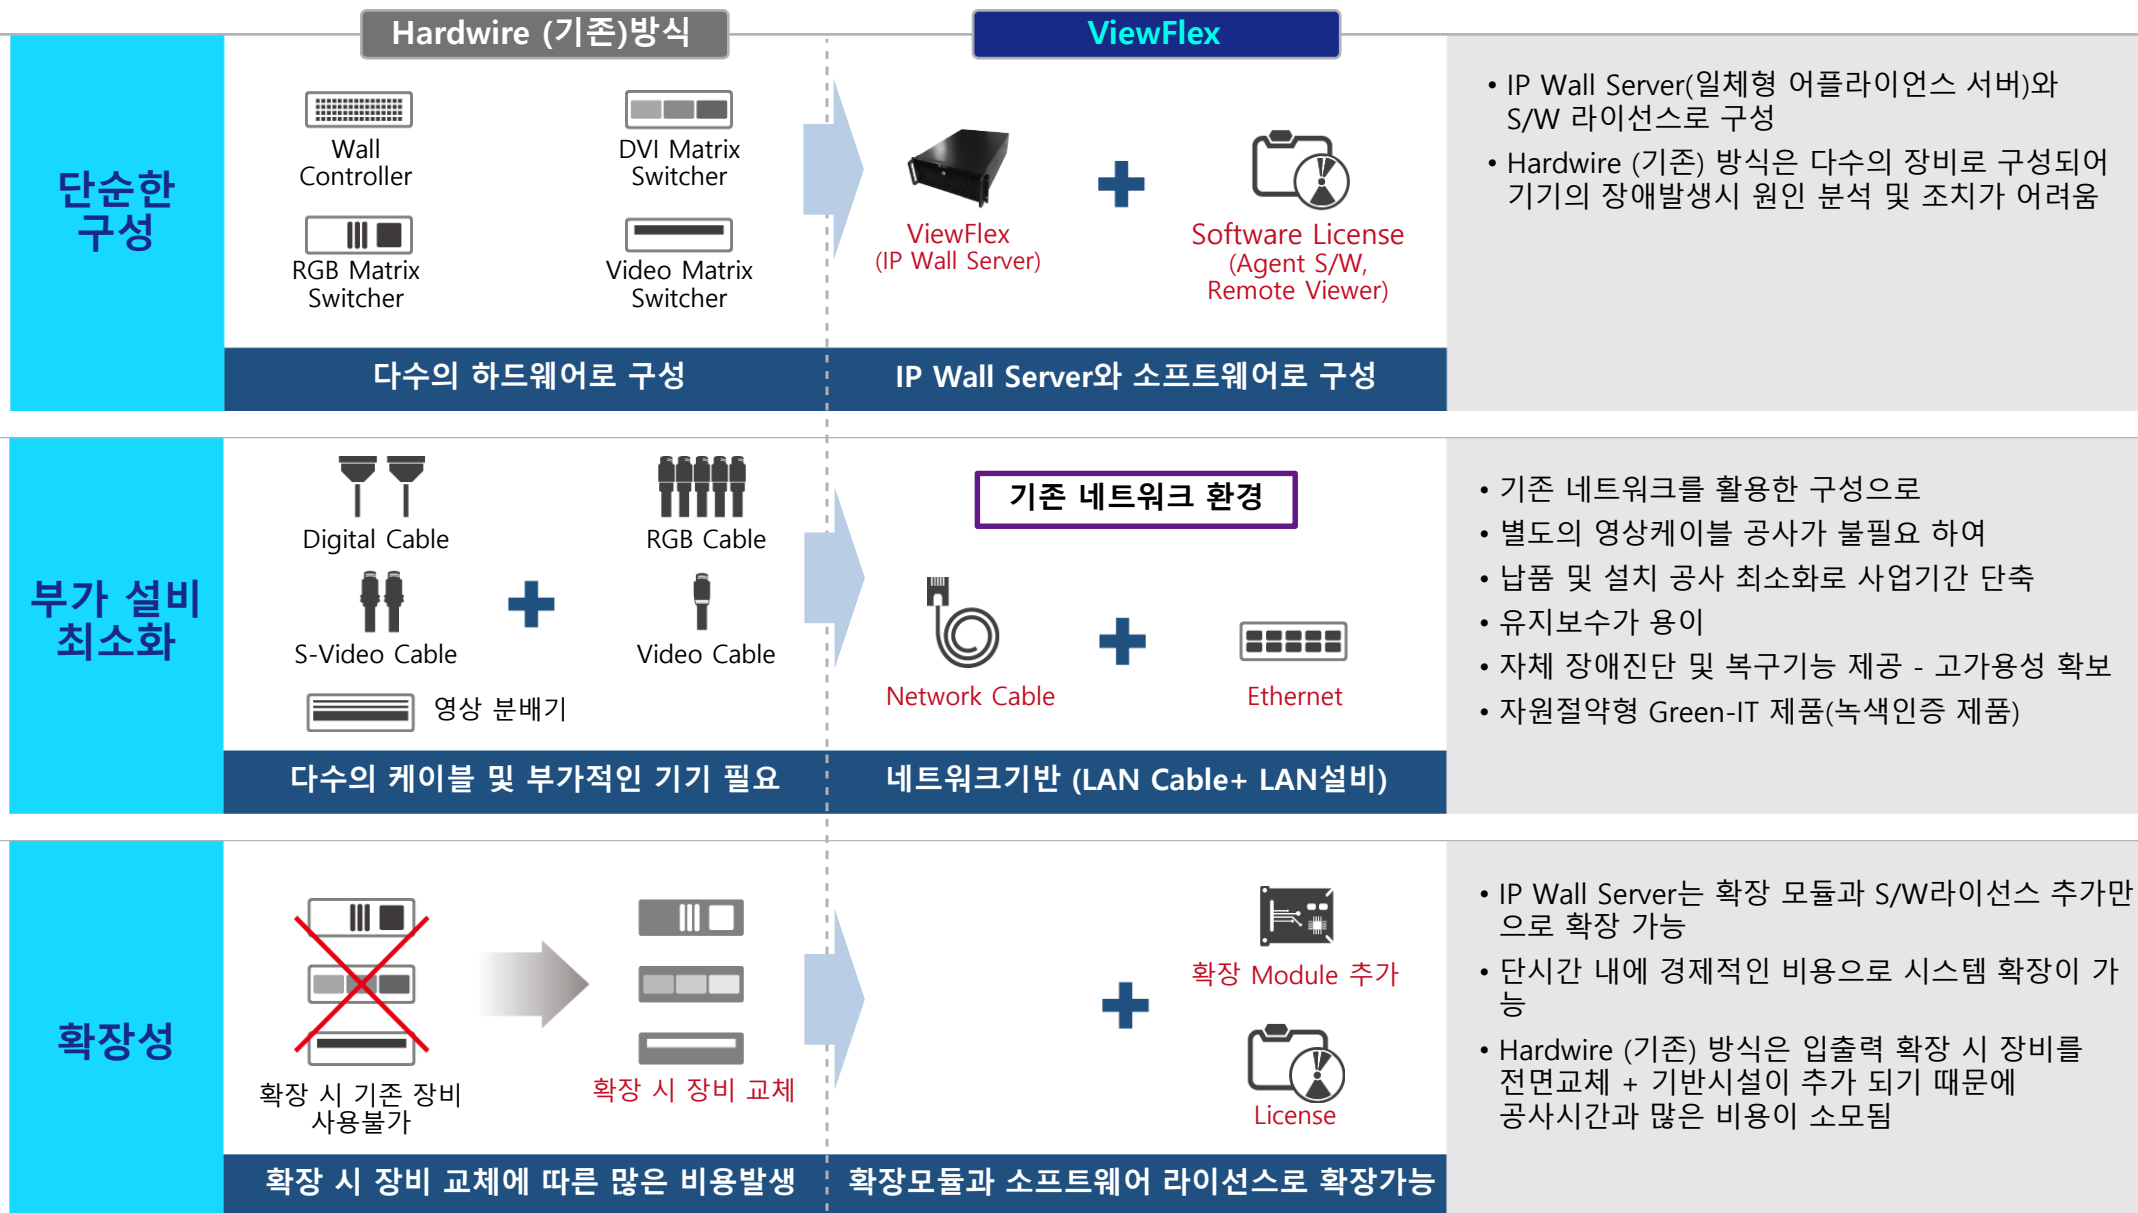 Hardwire (기존)방식
ViewFlex
단순한
구성
Wall
Controller
DVI Matrix
Switcher
RGB Matrix
Switcher
Video Matrix
Switcher
ViewFlex
(IP Wall Server)
Software License
(Agent S/W,
Remote Viewer)
다수의 하드웨어로 구성
IP Wall Server와 소프트웨어로 구성
• IP Wall Server(일체형 어플라이언스 서버)와
S/W 라이선스로 구성
• Hardwire (기존) 방식은 다수의 장비로 구성되어
기기의 장애발생시 원인 분석 및 조치가 어려움
부가 설비
최소화
Digital Cable
RGB Cable
S-Video Cable
Video Cable
영상 분배기
기존 네트워크 환경
Network Cable
Ethernet
다수의 케이블 및 부가적인 기기 필요
네트워크기반 (LAN Cable+ LAN설비)
• 기존 네트워크를 활용한 구성으로
• 별도의 영상케이블 공사가 불필요 하여
• 납품 및 설치 공사 최소화로 사업기간 단축
• 유지보수가 용이
• 자체 장애진단 및 복구기능 제공 - 고가용성 확보
• 자원절약형 Green-IT 제품(녹색인증 제품)
확장성
확장 시 기존 장비
사용불가
확장 시 장비 교체
확장 Module 추가
License
확장 시 장비 교체에 따른 많은 비용발생
확장모듈과 소프트웨어 라이선스로 확장가능
• IP Wall Server는 확장 모듈과 S/W라이선스 추가만
으로 확장 가능
• 단시간 내에 경제적인 비용으로 시스템 확장이 가
능
• Hardwire (기존) 방식은 입출력 확장 시 장비를
전면교체 + 기반시설이 추가 되기 때문에
공사시간과 많은 비용이 소모됨